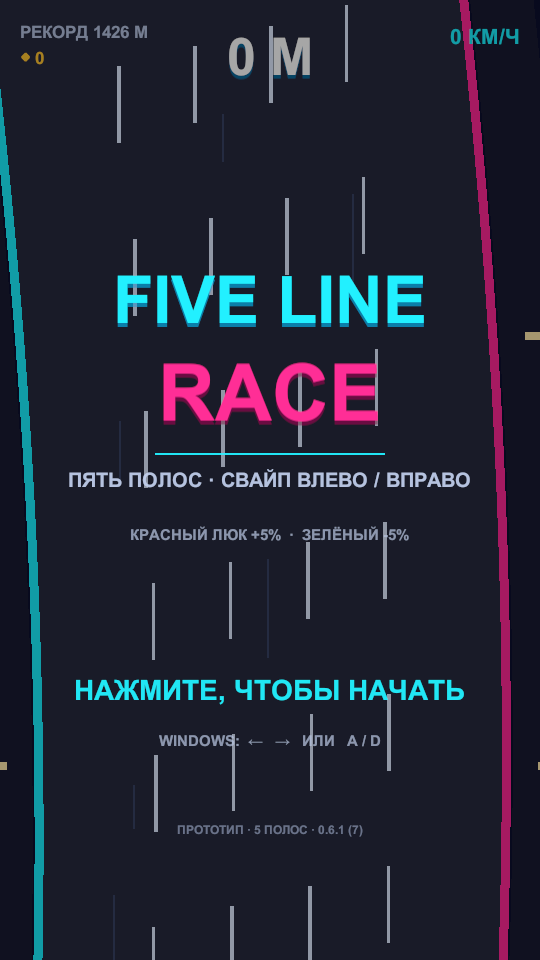 РЕКОРД 1426 М
0
0 М
0 КМ/Ч
FIVE LINE
RACE
ПЯТЬ ПОЛОС · СВАЙП ВЛЕВО / ВПРАВО
КРАСНЫЙ ЛЮК +5% · ЗЕЛЁНЫЙ -5%
НАЖМИТЕ, ЧТОБЫ НАЧАТЬ
WINDOWS: ← → ИЛИ A / D
ПРОТОТИП · 5 ПОЛОС · 0.6.1 (7)